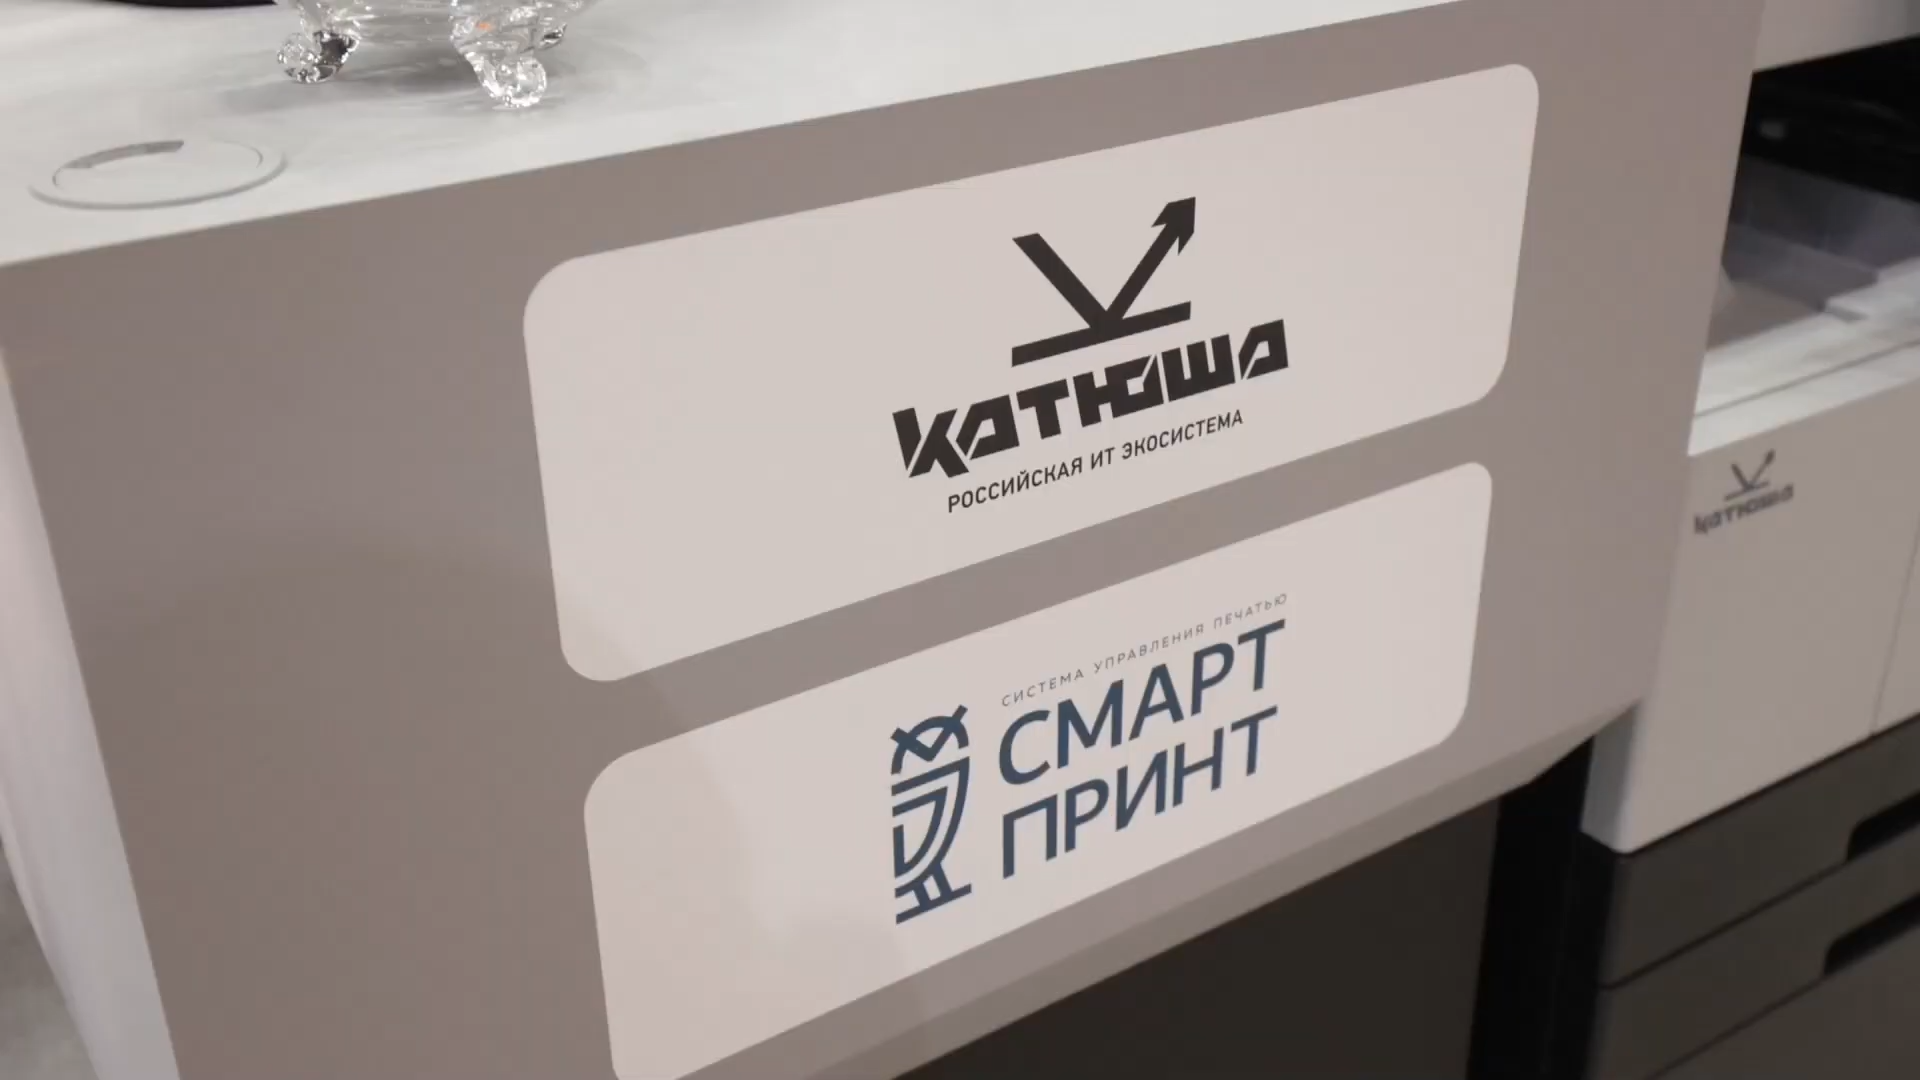 Катюша
РОССИЙСКАЯ ИТ ЭКОСИСТЕМА
СИСТЕМА УПРАВЛЕНИЯ ПЕЧАТЬЮ
СМАРТ
ПРИНТ
Катюша